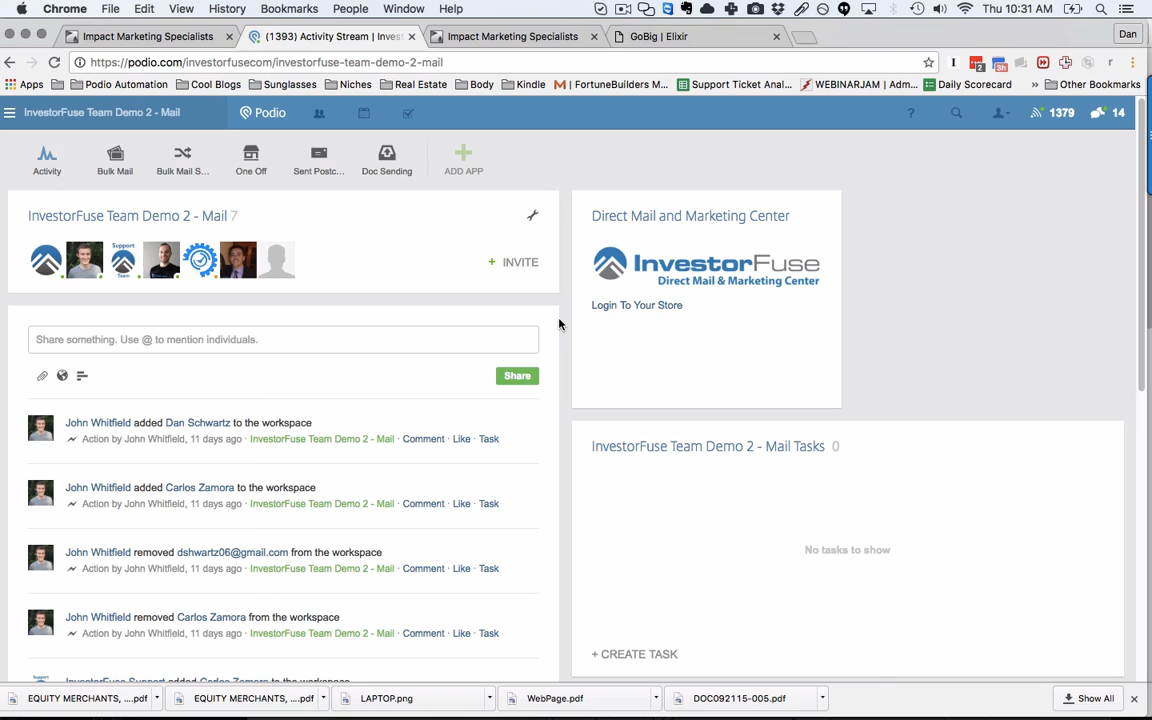 Chrome File Edit View History Bookmarks People Window Help Thu 10:31 AM
Impact Marketing Specialists × (1393) Activity Stream | Invest × Impact Marketing Specialists × GoBig | Elixir × Dan
https://podio.com/investorfusecom/investorfuse-team-demo-2-mail
Apps Podio Automation Cool Blogs Sunglasses Niches Real Estate Body Kindle FortuneBuilders M... Support Ticket Anal... WEBINARJAM | Adm... Daily Scorecard » Other Bookmarks
InvestorFuse Team Demo 2 - Mail Podio ? 1379 14
Activity Bulk Mail Bulk Mail S... One Off Sent Postc... Doc Sending ADD APP
InvestorFuse Team Demo 2 - Mail 7
Support
Team
+ INVITE
Direct Mail and Marketing Center
InvestorFuse
Direct Mail & Marketing Center
Login To Your Store
Share something. Use @ to mention individuals.
Share
John Whitfield added Dan Schwartz to the workspace
Action by John Whitfield, 11 days ago · InvestorFuse Team Demo 2 - Mail · Comment · Like · Task
John Whitfield added Carlos Zamora to the workspace
Action by John Whitfield, 11 days ago · InvestorFuse Team Demo 2 - Mail · Comment · Like · Task
John Whitfield removed dshwartz06@gmail.com from the workspace
Action by John Whitfield, 11 days ago · InvestorFuse Team Demo 2 - Mail · Comment · Like · Task
John Whitfield removed Carlos Zamora from the workspace
Action by John Whitfield, 11 days ago · InvestorFuse Team Demo 2 - Mail · Comment · Like · Task
InvestorFuse Support added Carlos Zamora to the workspace
InvestorFuse Team Demo 2 - Mail Tasks 0
No tasks to show
+ CREATE TASK
EQUITY MERCHANTS, ....pdf EQUITY MERCHANTS, ....pdf LAPTOP.png WebPage.pdf DOC092115-005.pdf Show All ×